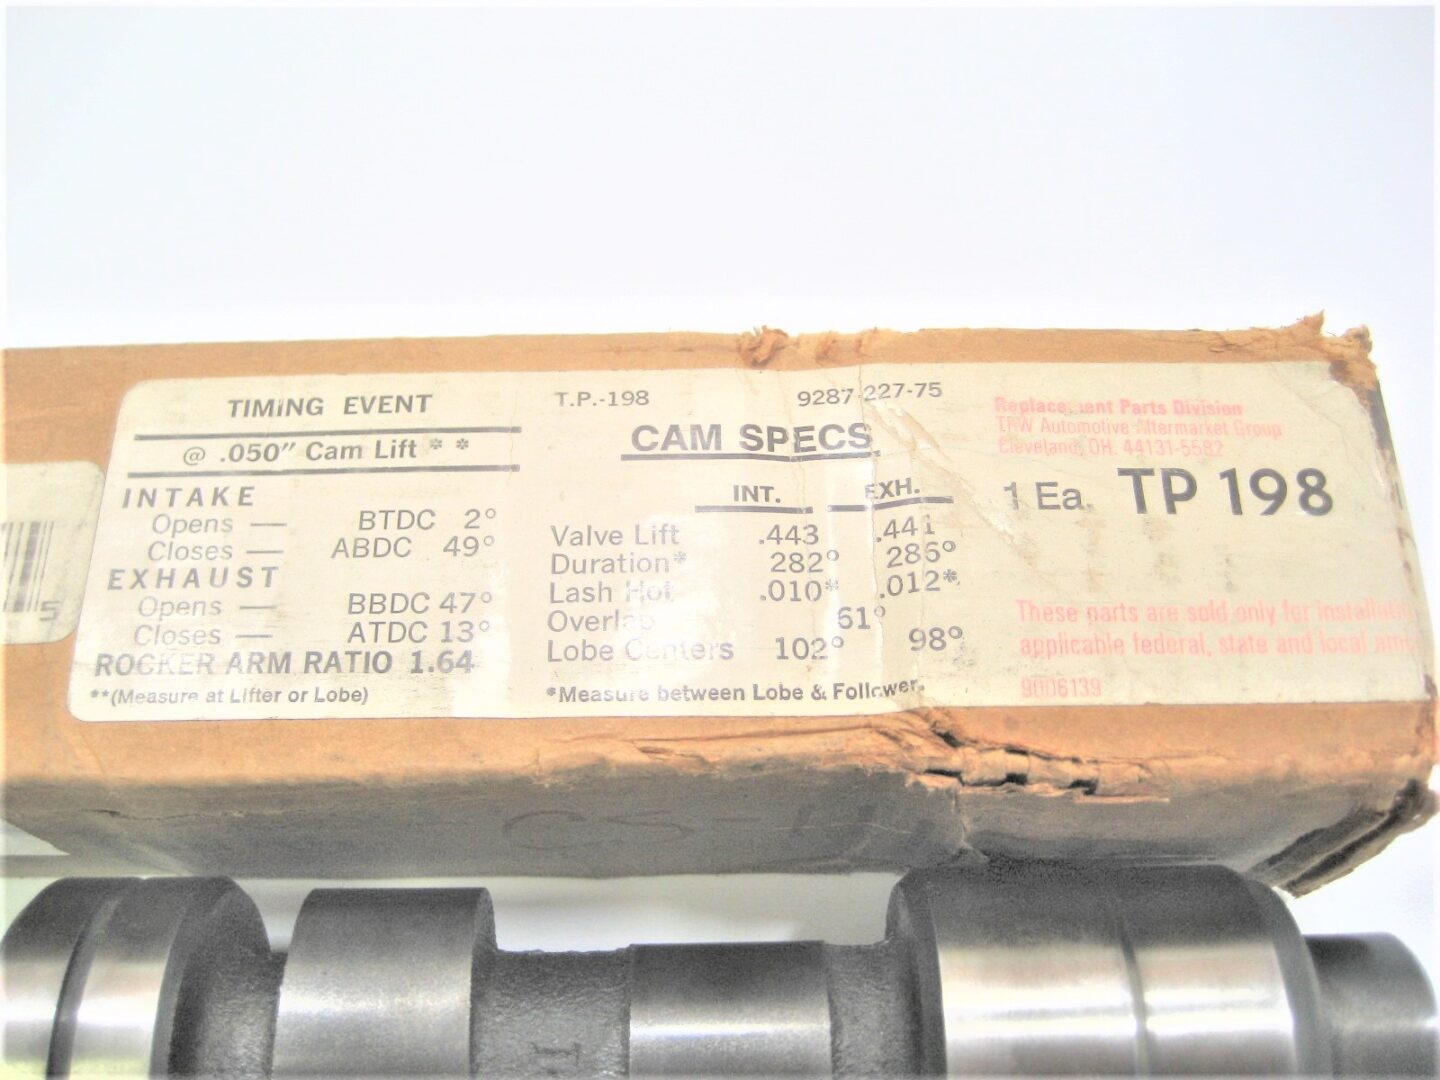 TIMING EVENT
@ .050" Cam Lift * *
INTAKE
Opens — BTDC 2°
Closes — ABDC 49°
EXHAUST
Opens — BBDC 47°
Closes — ATDC 13°
ROCKER ARM RATIO 1.64
**(Measure at Lifter or Lobe)
T.P.-198 9287-227-75
CAM SPECS
INT. EXH.
Valve Lift .443 .441
Duration* 282° 286°
Lash Hot .010* .012*
Overlap 61°
Lobe Centers 102° 98°
*Measure between Lobe & Follower.
Replacement Parts Division
TRW Automotive Aftermarket Group
Cleveland, OH. 44131-5582
1 Ea. TP 198
These parts are sold only for
applicable federal, state and local
9006139
5